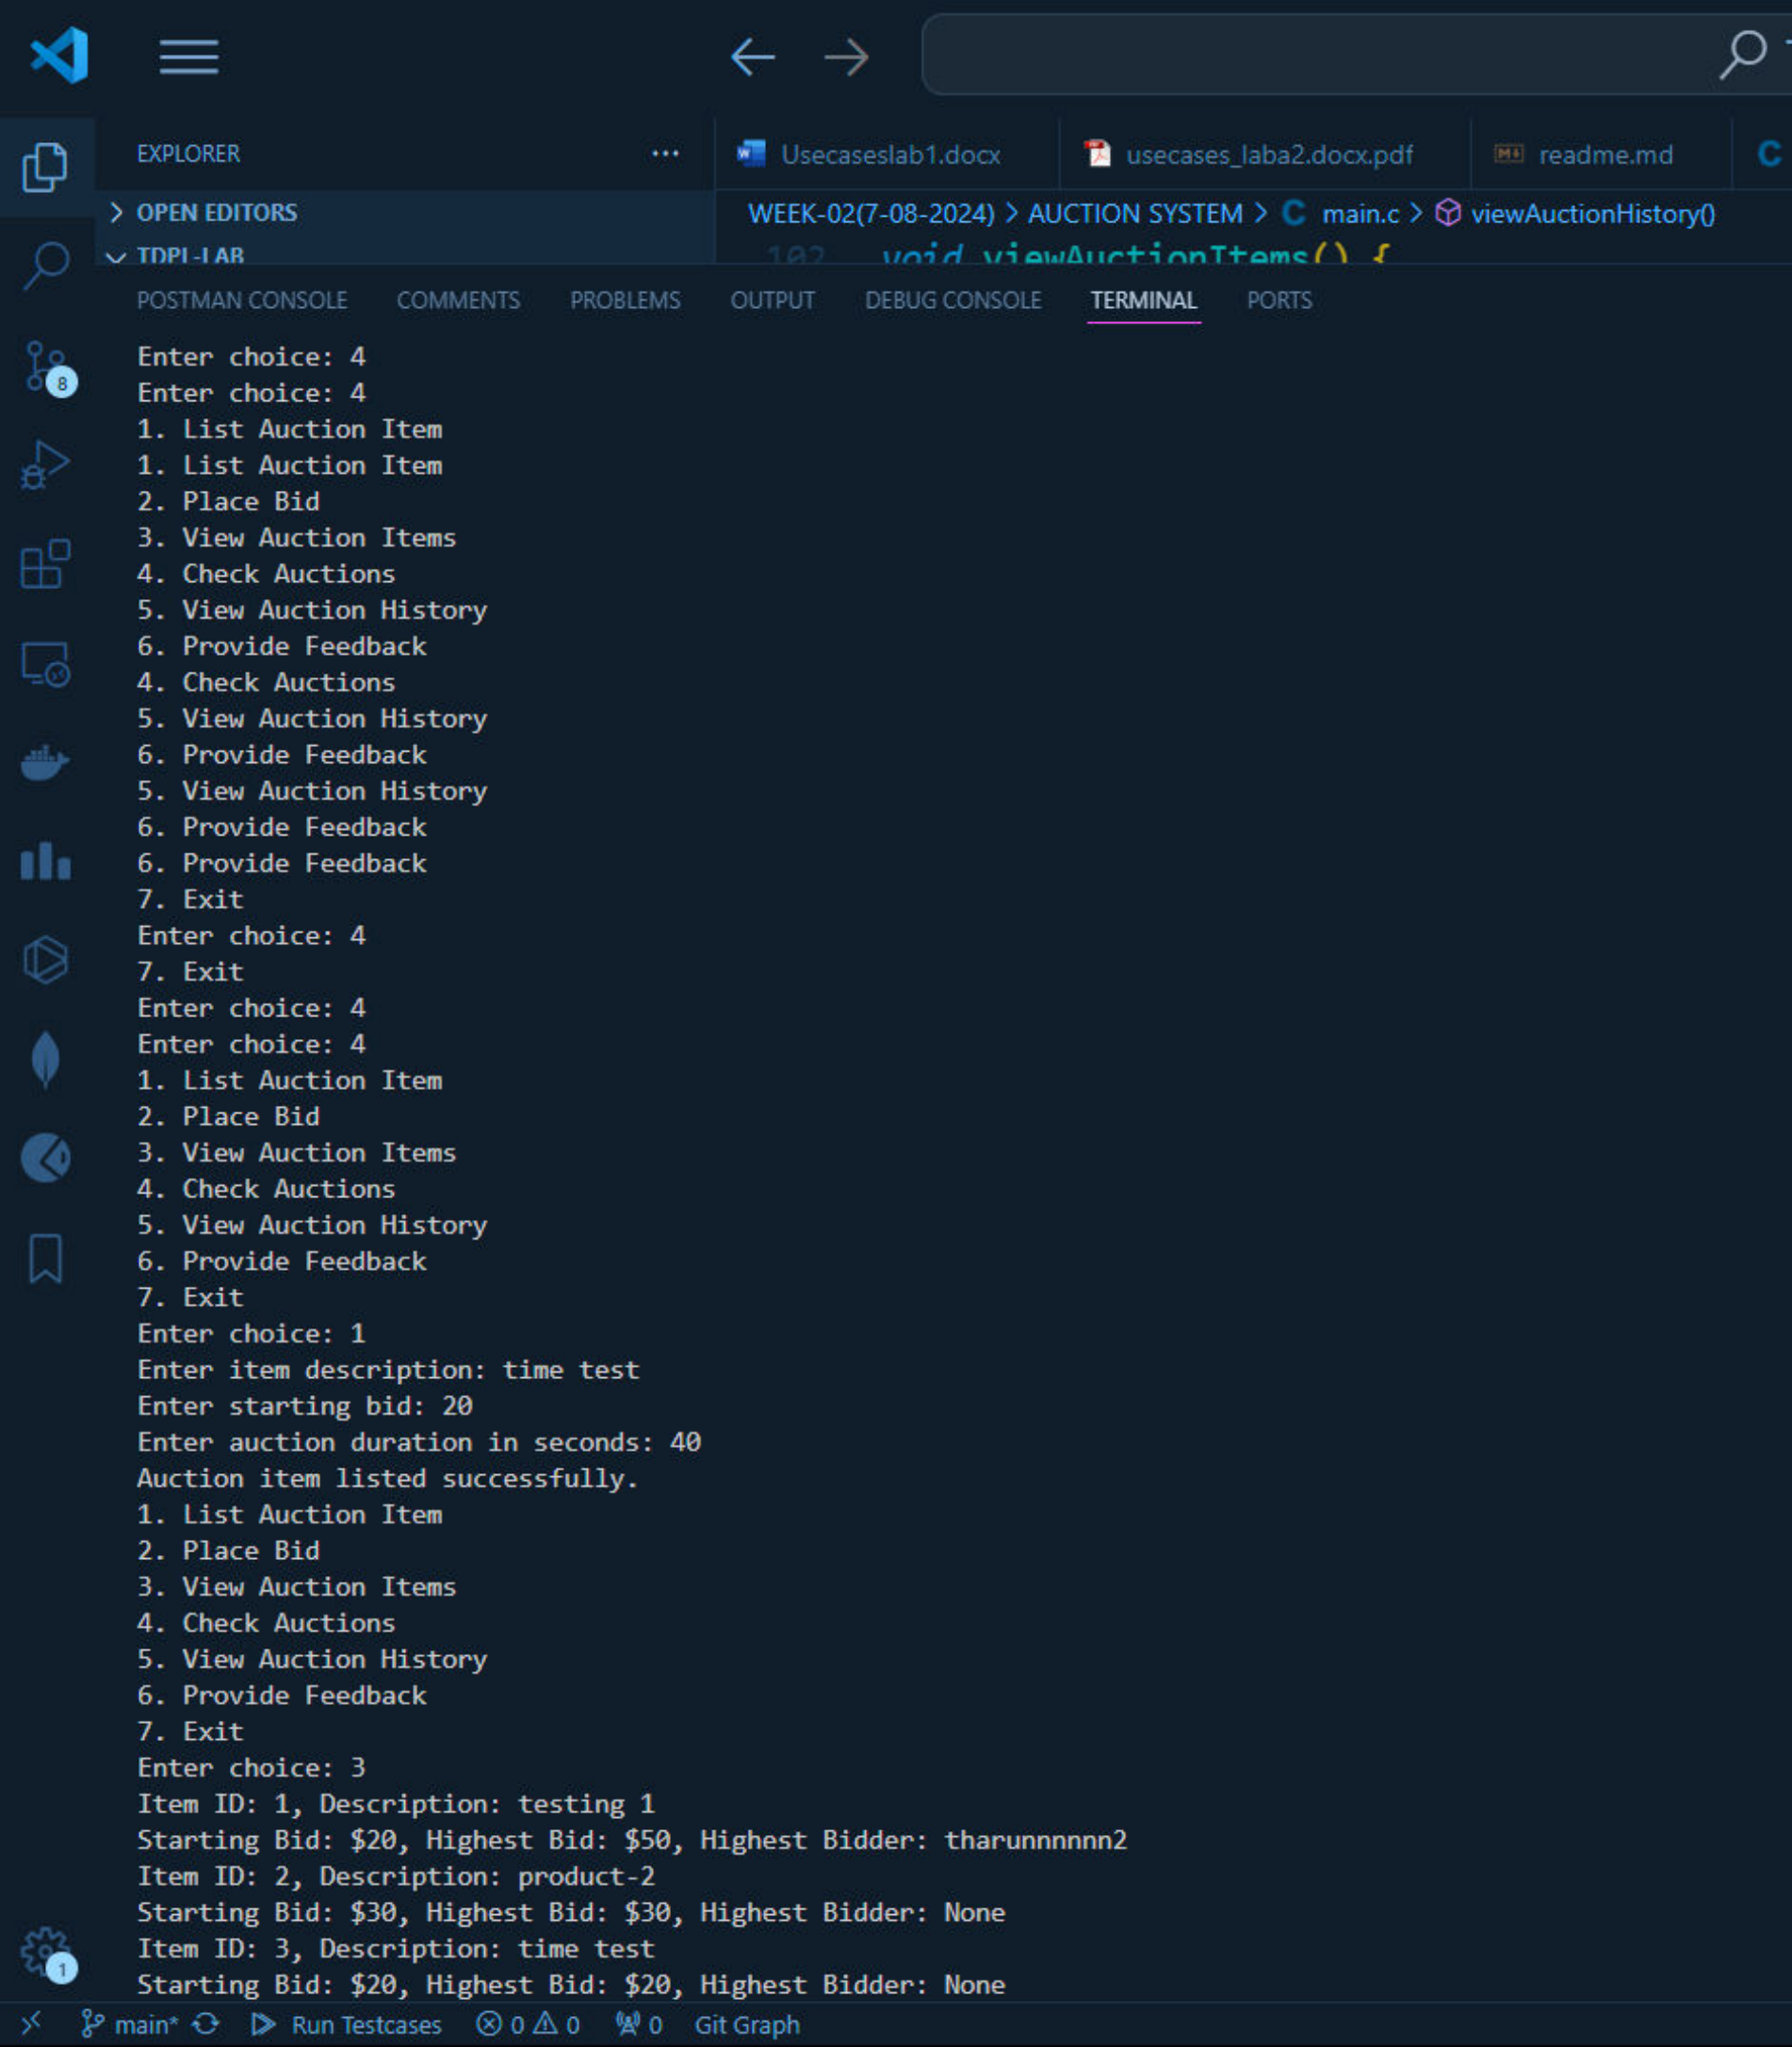 EXPLORER
Usecaseslab1.docx
usecases_laba2.docx.pdf
readme.md
OPEN EDITORS
WEEK-02(7-08-2024) > AUCTION SYSTEM > C main.c > viewAuctionHistory()
TDPL-LAB
102 void viewAuctionItems() {
POSTMAN CONSOLE COMMENTS PROBLEMS OUTPUT DEBUG CONSOLE TERMINAL PORTS
Enter choice: 4
Enter choice: 4
1. List Auction Item
1. List Auction Item
2. Place Bid
3. View Auction Items
4. Check Auctions
5. View Auction History
6. Provide Feedback
4. Check Auctions
5. View Auction History
6. Provide Feedback
5. View Auction History
6. Provide Feedback
6. Provide Feedback
7. Exit
Enter choice: 4
7. Exit
Enter choice: 4
Enter choice: 4
1. List Auction Item
2. Place Bid
3. View Auction Items
4. Check Auctions
5. View Auction History
6. Provide Feedback
7. Exit
Enter choice: 1
Enter item description: time test
Enter starting bid: 20
Enter auction duration in seconds: 40
Auction item listed successfully.
1. List Auction Item
2. Place Bid
3. View Auction Items
4. Check Auctions
5. View Auction History
6. Provide Feedback
7. Exit
Enter choice: 3
Item ID: 1, Description: testing 1
Starting Bid: $20, Highest Bid: $50, Highest Bidder: tharunnnnnn2
Item ID: 2, Description: product-2
Starting Bid: $30, Highest Bid: $30, Highest Bidder: None
Item ID: 3, Description: time test
Starting Bid: $20, Highest Bid: $20, Highest Bidder: None
8
1
main* Run Testcases 0 0 0 Git Graph